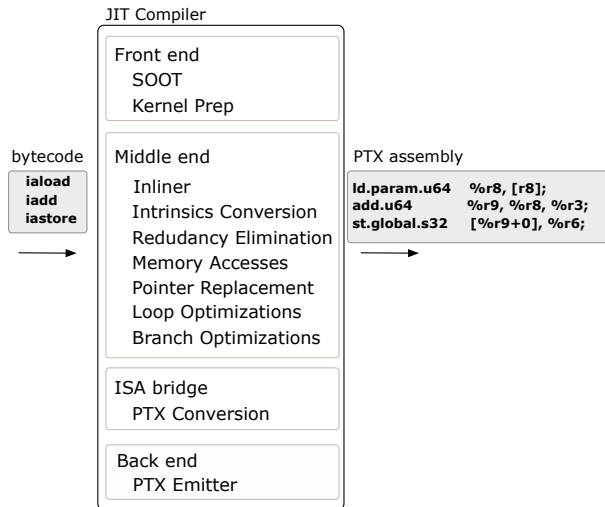 JIT Compiler
Front end
SOOT
Kernel Prep
bytecode
iaload
iadd
iastore
Middle end
Inliner
Intrinsics Conversion
Redudancy Elimination
Memory Accesses
Pointer Replacement
Loop Optimizations
Branch Optimizations
PTX assembly
ld.param.u64 %r8, [r8];
add.u64 %r9, %r8, %r3;
st.global.s32 [%r9+0], %r6;
ISA bridge
PTX Conversion
Back end
PTX Emitter